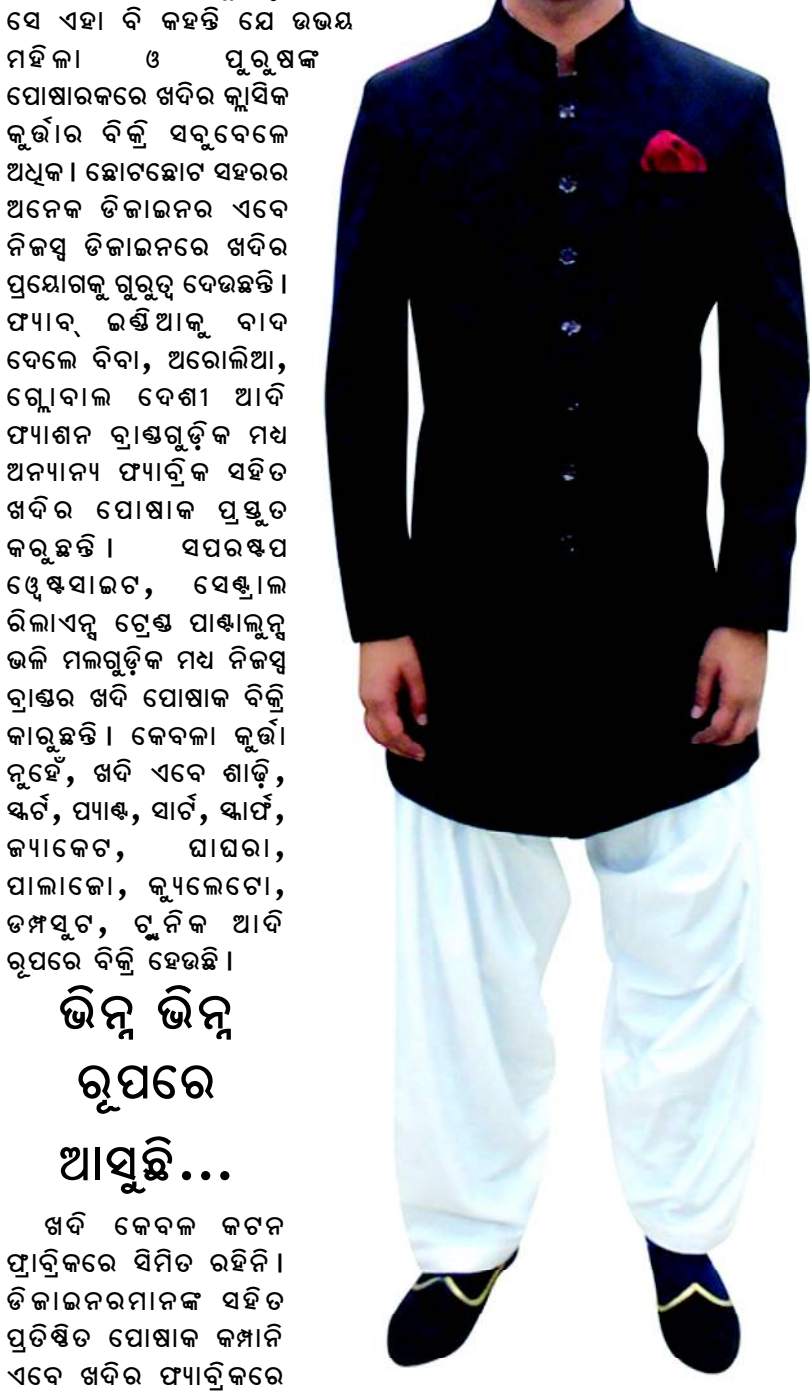 ସେ ଏହା ବି କହନ୍ତି ଯେ ଉଭୟ
ମହିଳା ଓ ପୁରୁଷଙ୍କ
ପୋଷାରକରେ ଖଦିର କ୍ଲାସିକ
କୁର୍ତ୍ତାର ବିକ୍ରି ସବୁବେଳେ
ଅଧିକ । ଛୋଟଛୋଟ ସହରର
ଅନେକ ଡିଜାଇନର ଏବେ
ନିଜସ୍ୱ ଡିଜାଇନରେ ଖଦିର
ପ୍ରୟୋଗକୁ ଗୁରୁତ୍ୱ ଦେଉଛନ୍ତି ।
ଫ୍ୟାବ୍ ଇଣ୍ଡିଆକୁ ବାଦ
ଦେଲେ ବିବା, ଅରୋଲିଆ,
ଗ୍ଲୋବାଲ ଦେଶୀ ଆଦି
ଫ୍ୟାଶନ ବ୍ରାଣ୍ଡଗୁଡ଼ିକ ମଧ୍ୟ
ଅନ୍ୟାନ୍ୟ ଫ୍ୟାବ୍ରିକ ସହିତ
ଖଦିର ପୋଷାକ ପ୍ରସ୍ତୁତ
କରୁଛନ୍ତି । ସପରଷ୍ଟପ
ଓ୍ୱେଷ୍ଟସାଇଟ, ସେଣ୍ଟ୍ରାଲ
ରିଲାଏନ୍ସ ଟ୍ରେଣ୍ଡ ପାଣ୍ଟାଲୁନ୍ସ
ଭଳି ମଲଗୁଡ଼ିକ ମଧ୍ୟ ନିଜସ୍ୱ
ବ୍ରାଣ୍ଡର ଖଦି ପୋଷାକ ବିକ୍ରି
କାରୁଛନ୍ତି । କେବଳା କୁର୍ତ୍ତା
ନୁହେଁ, ଖଦି ଏବେ ଶାଢ଼ି,
ସ୍କର୍ଟ, ପ୍ୟାଣ୍ଟ, ସାର୍ଟ, ସ୍କାର୍ଫ,
ଜ୍ୟାକେଟ, ଘାଘରା,
ପାଲାଜୋ, କ୍ୟୁଲେଟୋ,
ଡମ୍ଫସୁଟ, ଟ୍ୟୁନିକ ଆଦି
ରୂପରେ ବିକ୍ରି ହେଉଛି ।
ଭିନ୍ନ ଭିନ୍ନ
ରୂପରେ
ଆସୁଛି...
ଖଦି କେବଳ କଟନ
ଫ୍ରାବ୍ରିକରେ ସିମିତ ରହିନି ।
ଡିଜାଇନରମାନଙ୍କ ସହିତ
ପ୍ରତିଷ୍ଠିତ ପୋଷାକ କମ୍ପାନି
ଏବେ ଖଦିର ଫ୍ୟାବ୍ରିକରେ